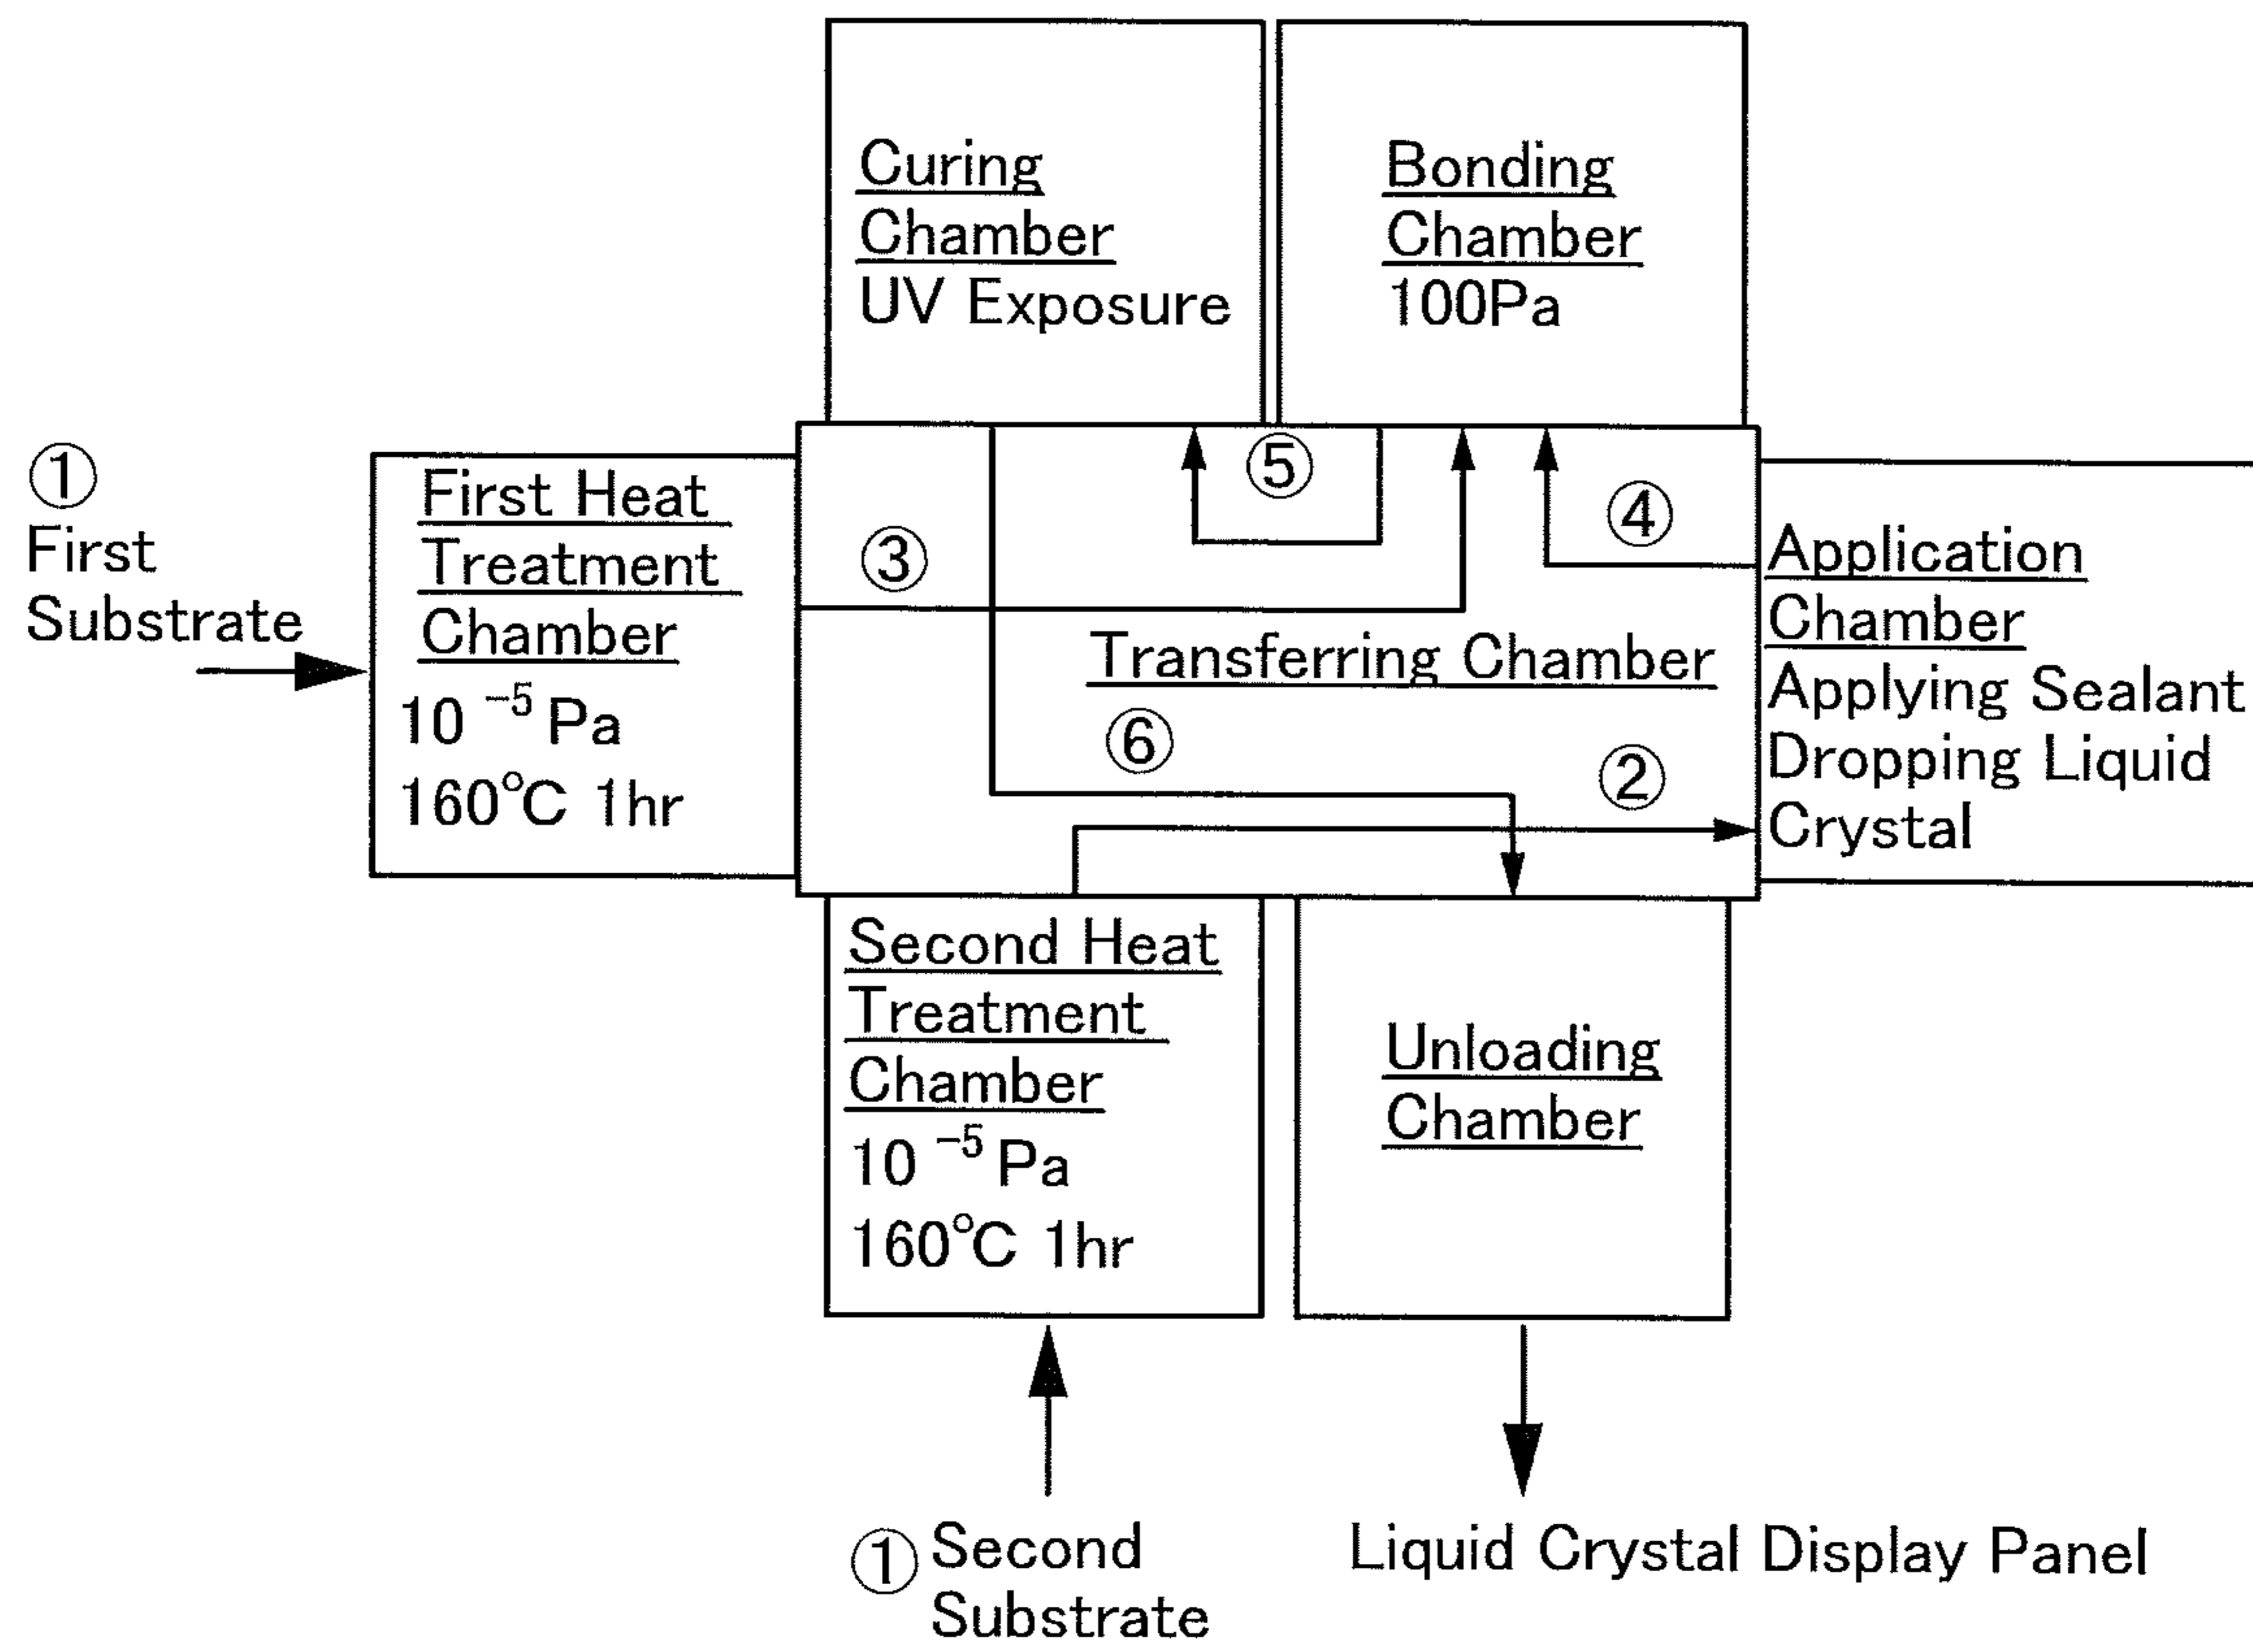 Curing
Chamber
UV Exposure
Bonding
Chamber
100Pa
①
First
Substrate
First Heat
Treatment
Chamber
10⁻⁵ Pa
160℃ 1hr
③
⑤
④
Transferring Chamber
⑥
②
Application
Chamber
Applying Sealant
Dropping Liquid
Crystal
Second Heat
Treatment
Chamber
10⁻⁵ Pa
160℃ 1hr
Unloading
Chamber
① Second
Substrate
Liquid Crystal Display Panel